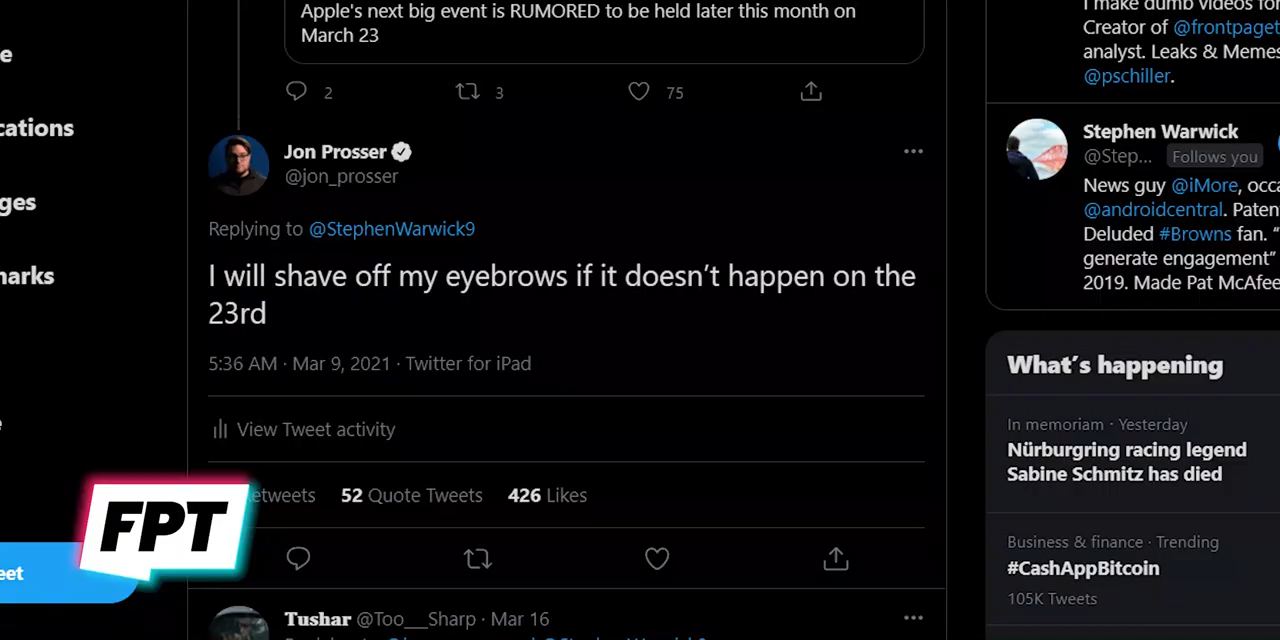 Apple's next big event is RUMORED to be held later this month on
March 23
2 3 75
Jon Prosser
@jon_prosser
Replying to @StephenWarwick9
I will shave off my eyebrows if it doesn’t happen on the
23rd
5:36 AM · Mar 9, 2021 · Twitter for iPad
View Tweet activity
etweets 52 Quote Tweets 426 Likes
Tushar @Too___Sharp · Mar 16
e
cations
ges
narks
eet
FPT
I make dumb videos for
Creator of @frontpaget
analyst. Leaks & Memes
@pschiller.
Stephen Warwick
@Step... Follows you
News guy @iMore, occa
@androidcentral. Paten
Deluded #Browns fan. “
generate engagement”
2019. Made Pat McAfee
What’s happening
In memoriam · Yesterday
Nürburgring racing legend
Sabine Schmitz has died
Business & finance · Trending
#CashAppBitcoin
105K Tweets